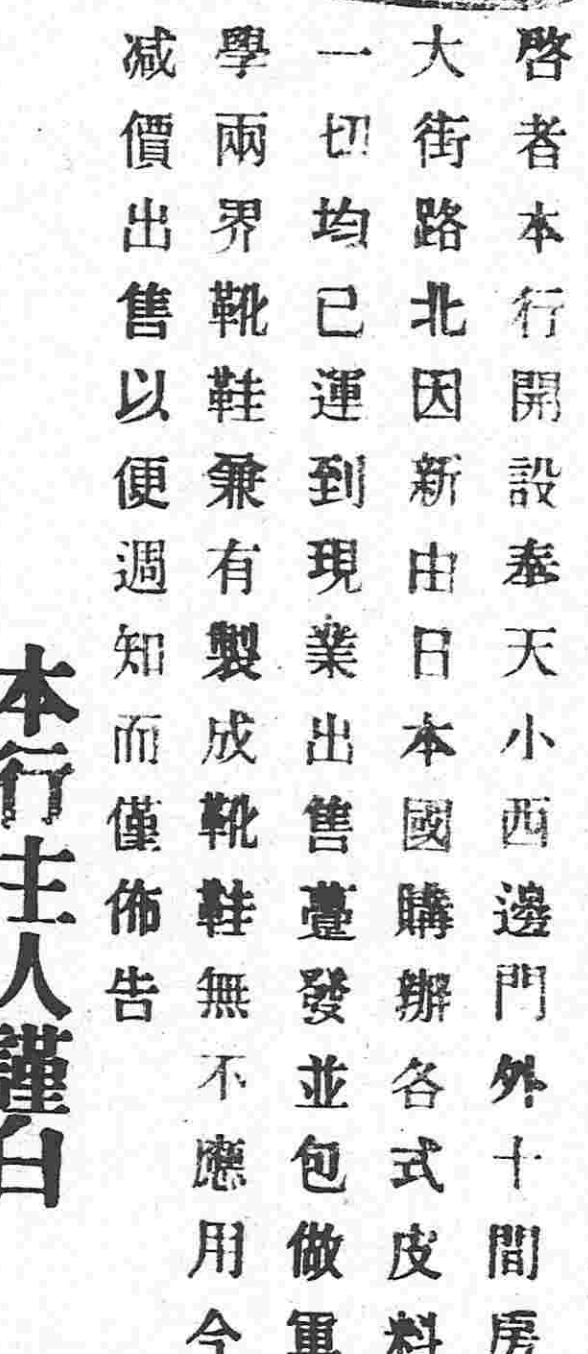 啓者本行開設奉天小西邊門外十間房
大街路北因新由日本國購辦各式皮料
一切均已運到現業出售躉發並包做軍
學兩界靴鞋兼有製成靴鞋無不應用今
减價出售以便週知而僅佈告
本行主人謹白